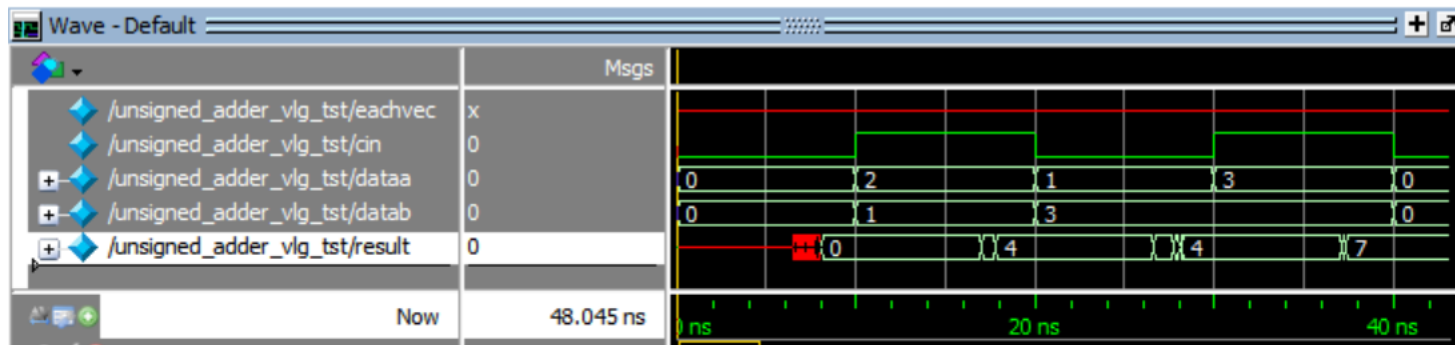 Wave - Default
Msgs
/unsigned_adder_vlg_tst/eachvec x
/unsigned_adder_vlg_tst/cin 0
/unsigned_adder_vlg_tst/dataa 0 0 2 1 3 0
/unsigned_adder_vlg_tst/datab 0 0 1 3 0
/unsigned_adder_vlg_tst/result 0 0 4 4 7
Now 48.045 ns 0 ns 20 ns 40 ns